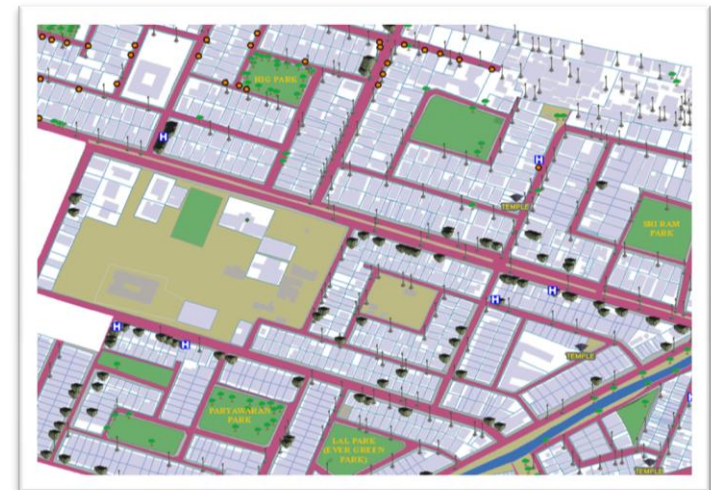 HIG PARK
H
H
TEMPLE
SRI RAM
PARK
H
H
H
H
TEMPLE
PARYAWARAN
PARK
LAL PARK
(EVER GREEN
PARK)
H
TEMPLE